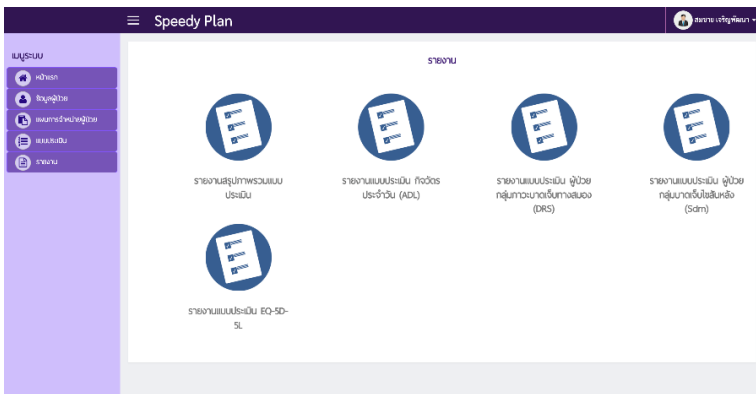 Speedy Plan
สมชาย เจริญพัฒนา
เมนูระบบ
หน้าแรก
ข้อมูลผู้ป่วย
แผนการจำหน่ายผู้ป่วย
แบบประเมิน
รายงาน
รายงาน
รายงานสรุปภาพรวมแบบ
ประเมิน
รายงานแบบประเมิน กิจวัตร
ประจำวัน (ADL)
รายงานแบบประเมิน ผู้ป่วย
กลุ่มภาวะบาดเจ็บทางสมอง
(DRS)
รายงานแบบประเมิน ผู้ป่วย
กลุ่มบาดเจ็บไขสันหลัง
(Sdm)
รายงานแบบประเมิน EQ-5D-
5L